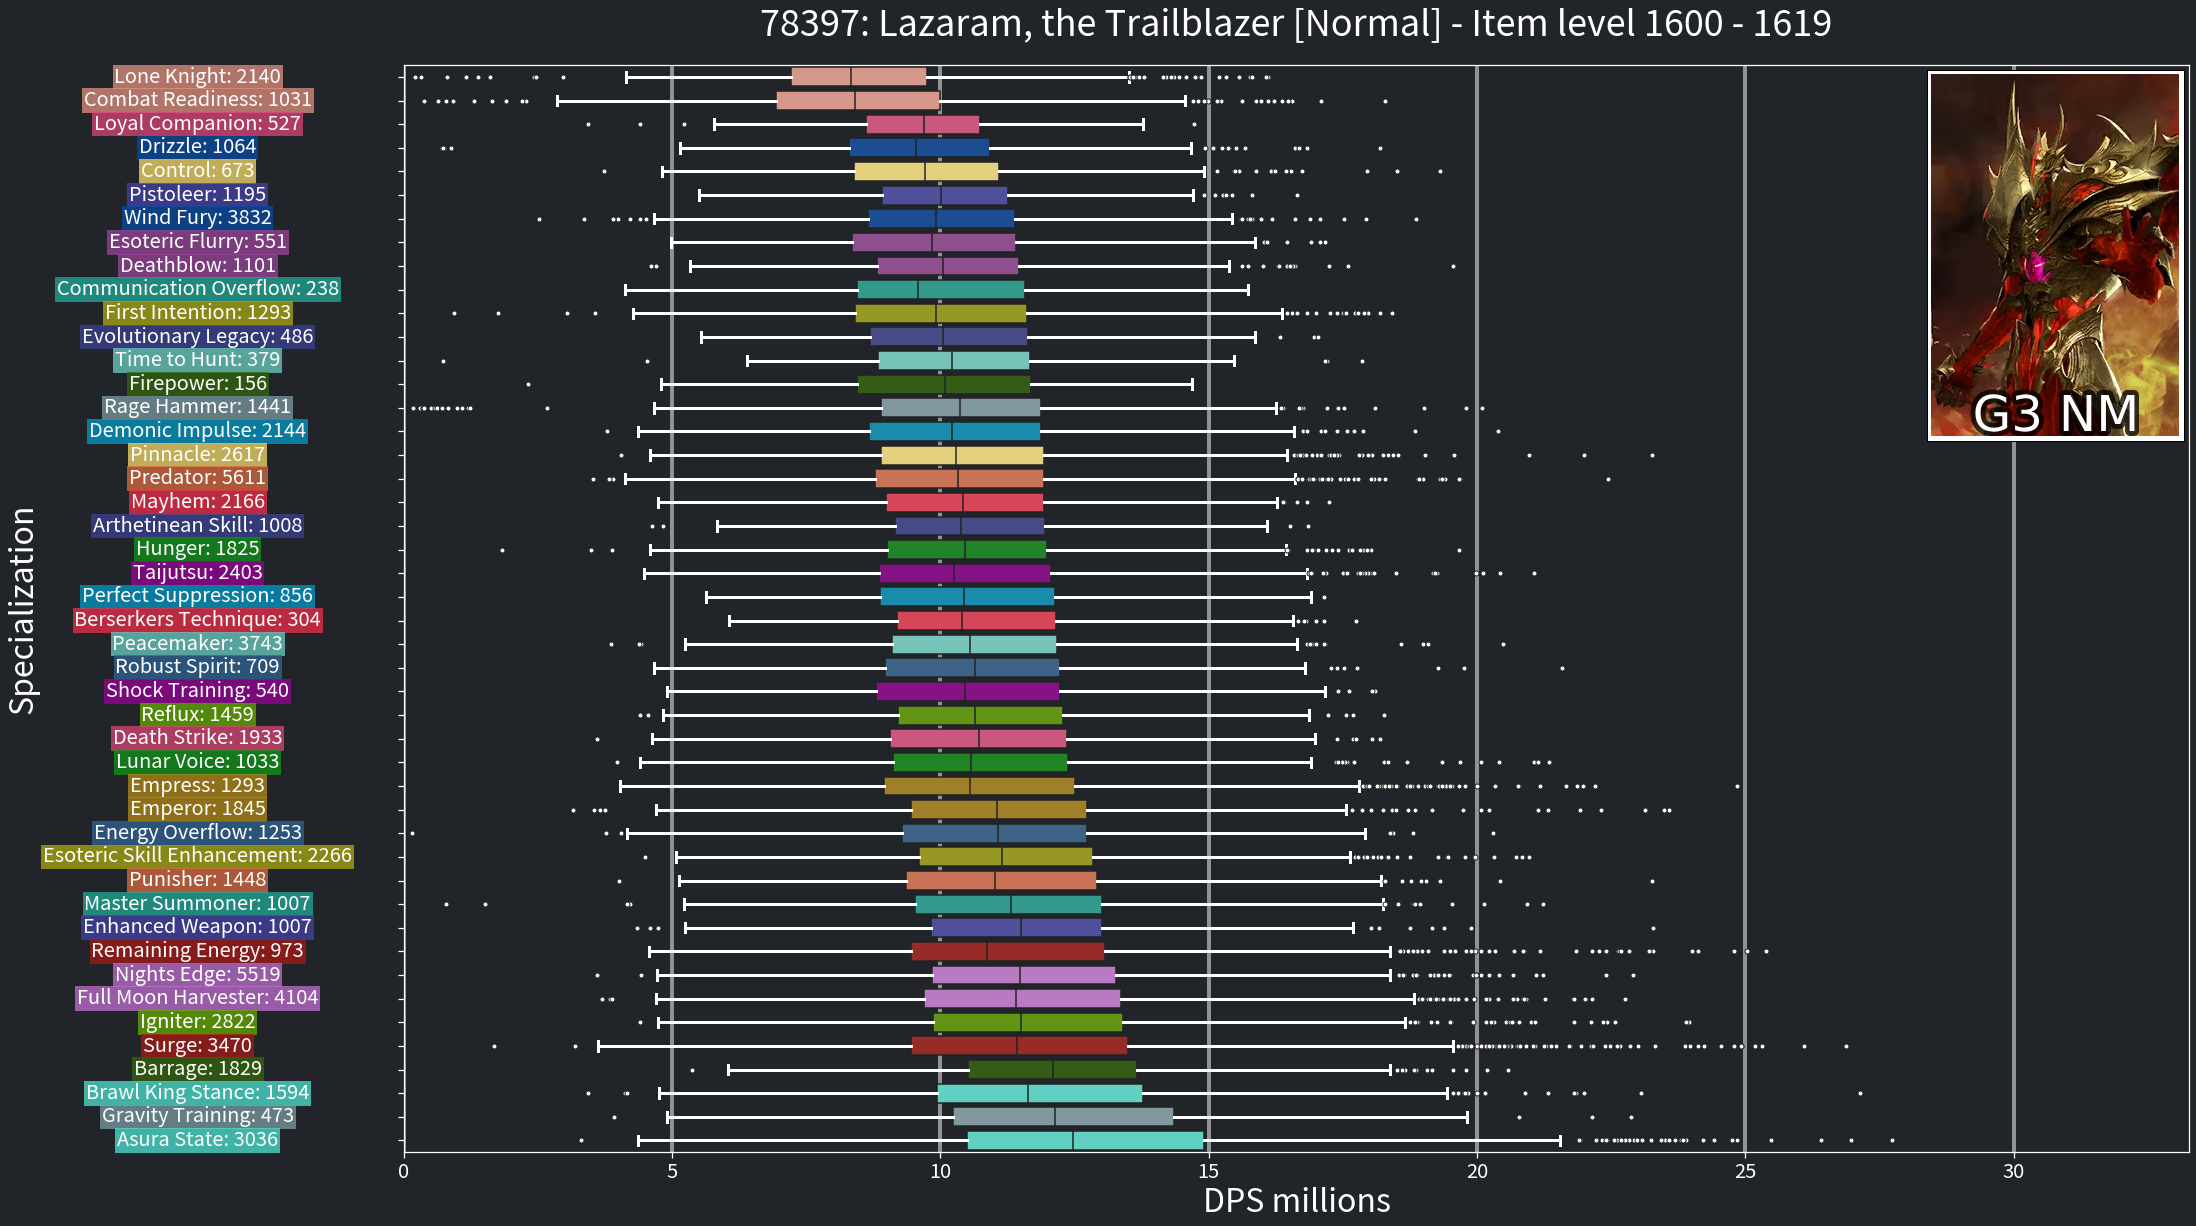 78397: Lazaram, the Trailblazer [Normal] - Item level 1600 - 1619
Specialization
Lone Knight: 2140
Combat Readiness: 1031
Loyal Companion: 527
Drizzle: 1064
Control: 673
Pistoleer: 1195
Wind Fury: 3832
Esoteric Flurry: 551
Deathblow: 1101
Communication Overflow: 238
First Intention: 1293
Evolutionary Legacy: 486
Time to Hunt: 379
Firepower: 156
Rage Hammer: 1441
Demonic Impulse: 2144
Pinnacle: 2617
Predator: 5611
Mayhem: 2166
Arthetinean Skill: 1008
Hunger: 1825
Taijutsu: 2403
Perfect Suppression: 856
Berserkers Technique: 304
Peacemaker: 3743
Robust Spirit: 709
Shock Training: 540
Reflux: 1459
Death Strike: 1933
Lunar Voice: 1033
Empress: 1293
Emperor: 1845
Energy Overflow: 1253
Esoteric Skill Enhancement: 2266
Punisher: 1448
Master Summoner: 1007
Enhanced Weapon: 1007
Remaining Energy: 973
Nights Edge: 5519
Full Moon Harvester: 4104
Igniter: 2822
Surge: 3470
Barrage: 1829
Brawl King Stance: 1594
Gravity Training: 473
Asura State: 3036
G3 NM
0 5 10 15 20 25 30
DPS millions